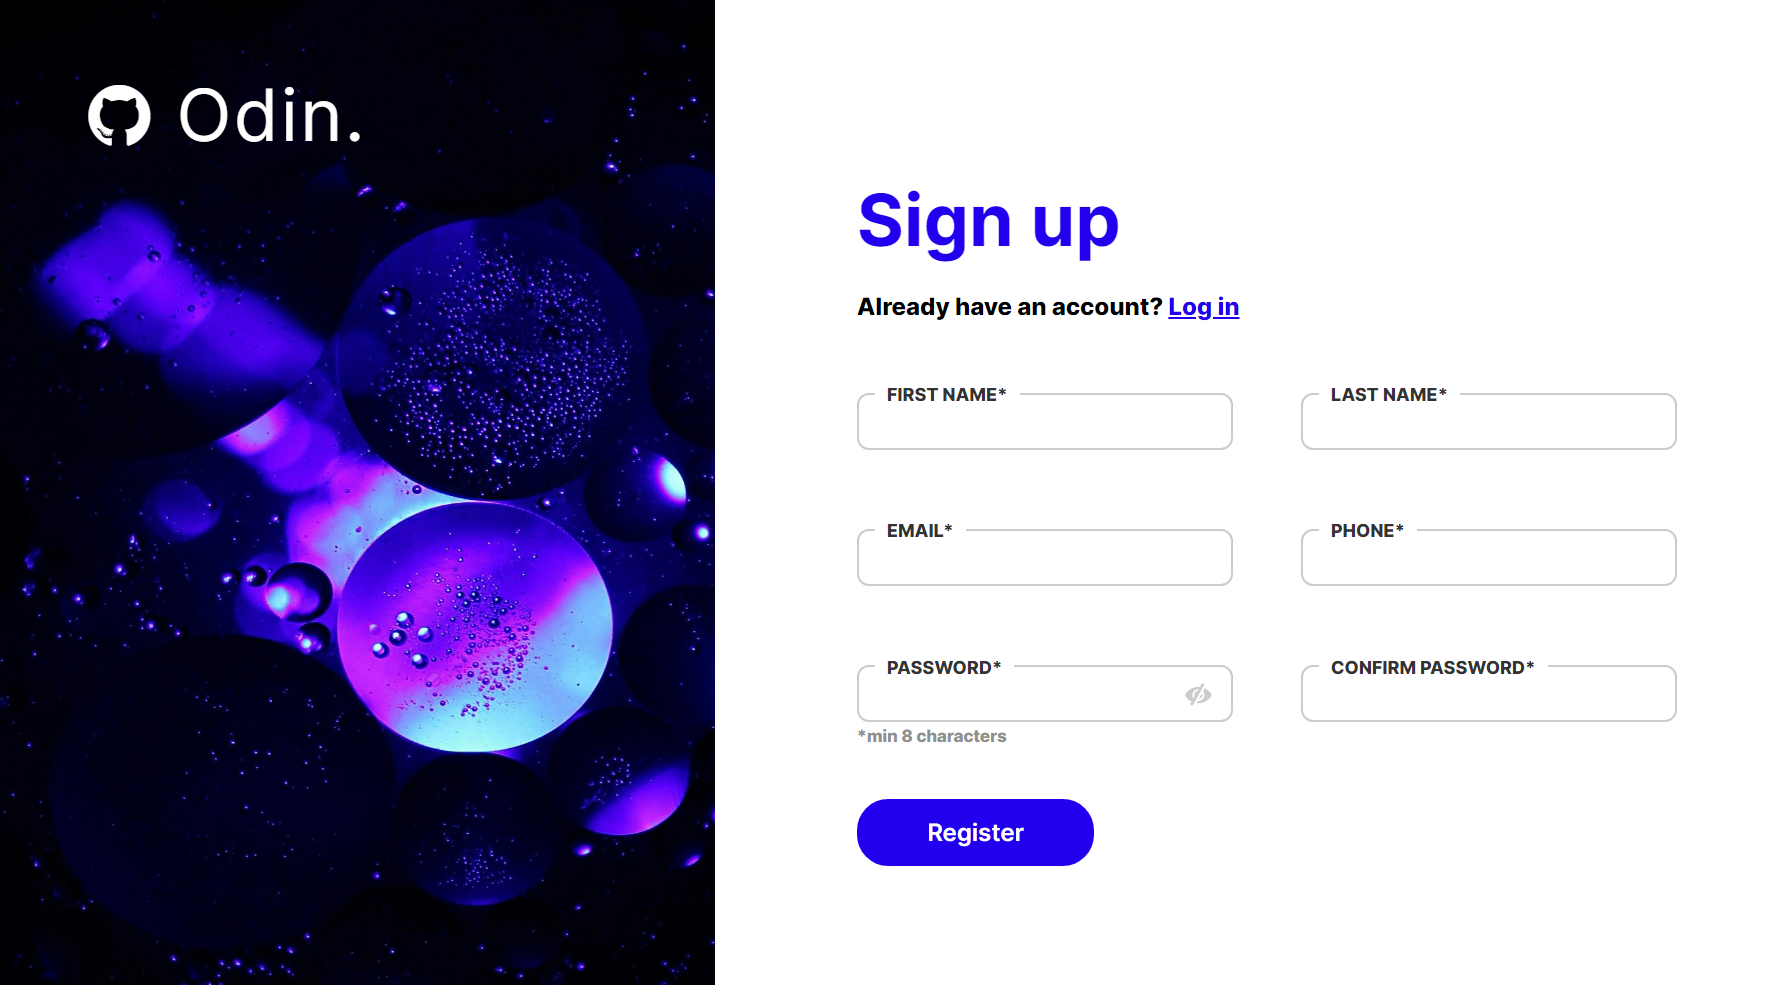 Odin.
Sign up
Already have an account? Log in
FIRST NAME*
LAST NAME*
EMAIL*
PHONE*
PASSWORD*
CONFIRM PASSWORD*
*min 8 characters
Register